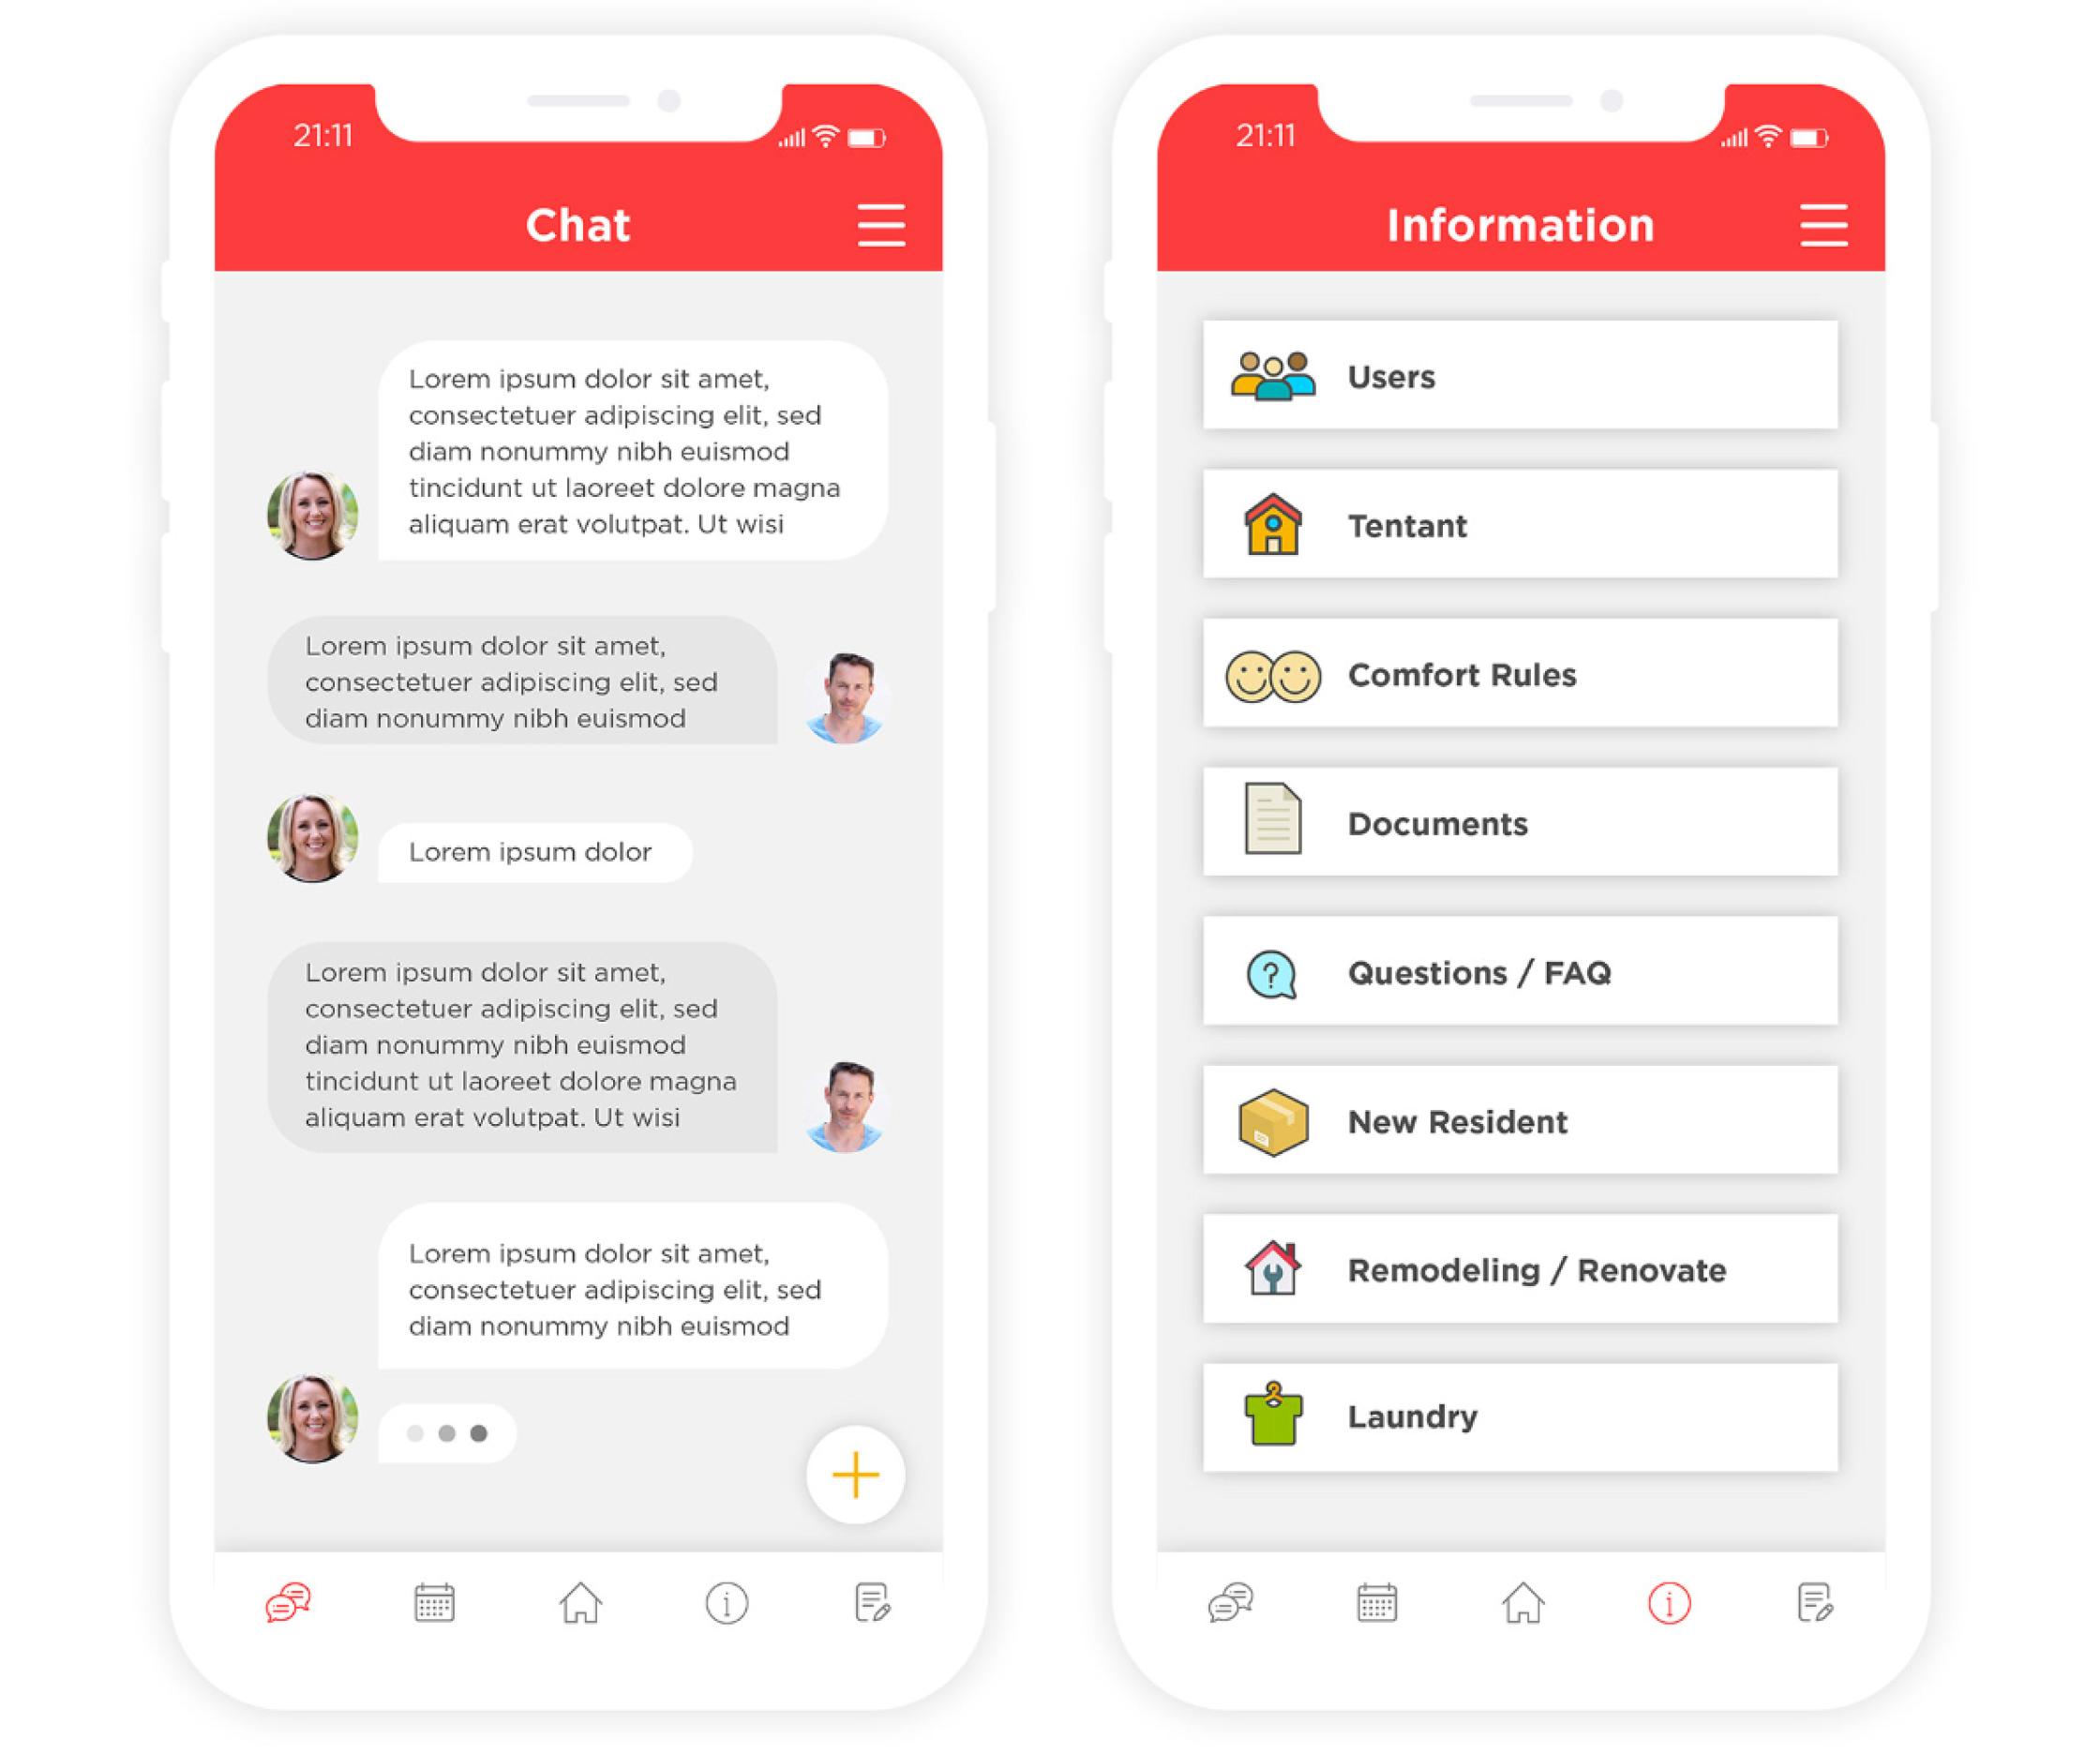 21:11
Chat
Lorem ipsum dolor sit amet,
consectetuer adipiscing elit, sed
diam nonummy nibh euismod
tincidunt ut laoreet dolore magna
aliquam erat volutpat. Ut wisi
Lorem ipsum dolor sit amet,
consectetuer adipiscing elit, sed
diam nonummy nibh euismod
Lorem ipsum dolor
Lorem ipsum dolor sit amet,
consectetuer adipiscing elit, sed
diam nonummy nibh euismod
tincidunt ut laoreet dolore magna
aliquam erat volutpat. Ut wisi
Lorem ipsum dolor sit amet,
consectetuer adipiscing elit, sed
diam nonummy nibh euismod
21:11
Information
Users
Tentant
Comfort Rules
Documents
Questions / FAQ
New Resident
Remodeling / Renovate
Laundry